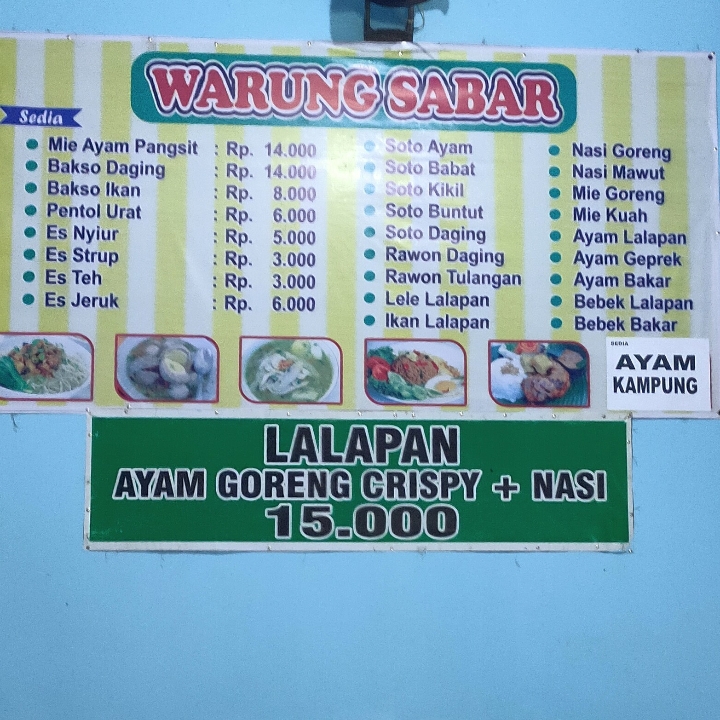 WARUNG SABAR
Sedia
Mie Ayam Pangsit : Rp. 14.000
Bakso Daging : Rp. 14.000
Bakso Ikan : Rp. 8.000
Pentol Urat : Rp. 6.000
Es Nyiur : Rp. 5.000
Es Strup : Rp. 3.000
Es Teh : Rp. 3.000
Es Jeruk : Rp. 6.000
Soto Ayam
Soto Babat
Soto Kikil
Soto Buntut
Soto Daging
Rawon Daging
Rawon Tulangan
Lele Lalapan
Ikan Lalapan
Nasi Goreng
Nasi Mawut
Mie Goreng
Mie Kuah
Ayam Lalapan
Ayam Geprek
Ayam Bakar
Bebek Lalapan
Bebek Bakar
SEDIA
AYAM
KAMPUNG
LALAPAN
AYAM GORENG CRISPY + NASI
15.000